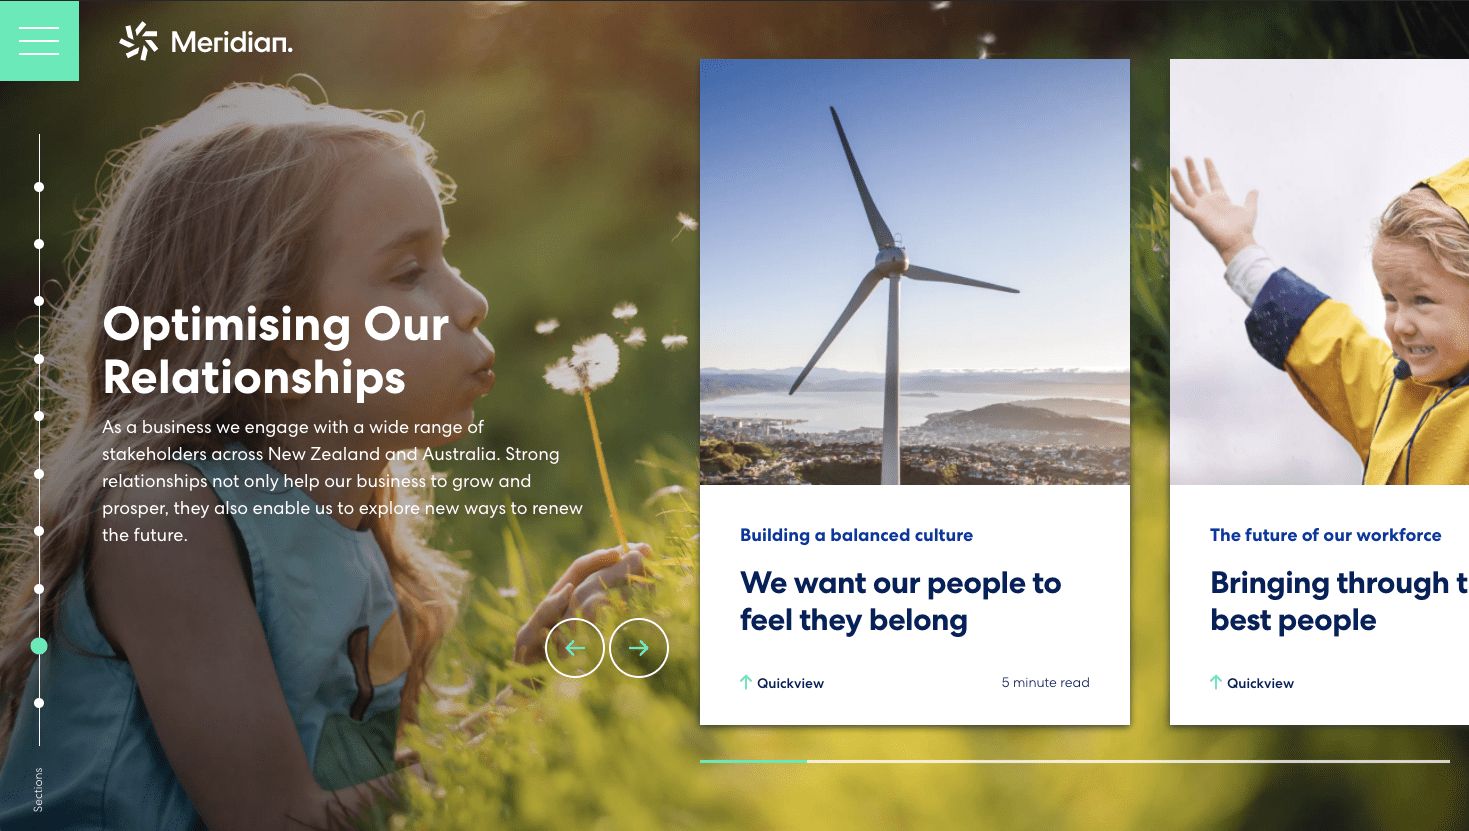 Meridian.
Optimising Our
Relationships
As a business we engage with a wide range of
stakeholders across New Zealand and Australia. Strong
relationships not only help our business to grow and
prosper, they also enable us to explore new ways to renew
the future.
Building a balanced culture
We want our people to
feel they belong
Quickview
5 minute read
The future of our workforce
Bringing through t
best people
Quickview
Sections